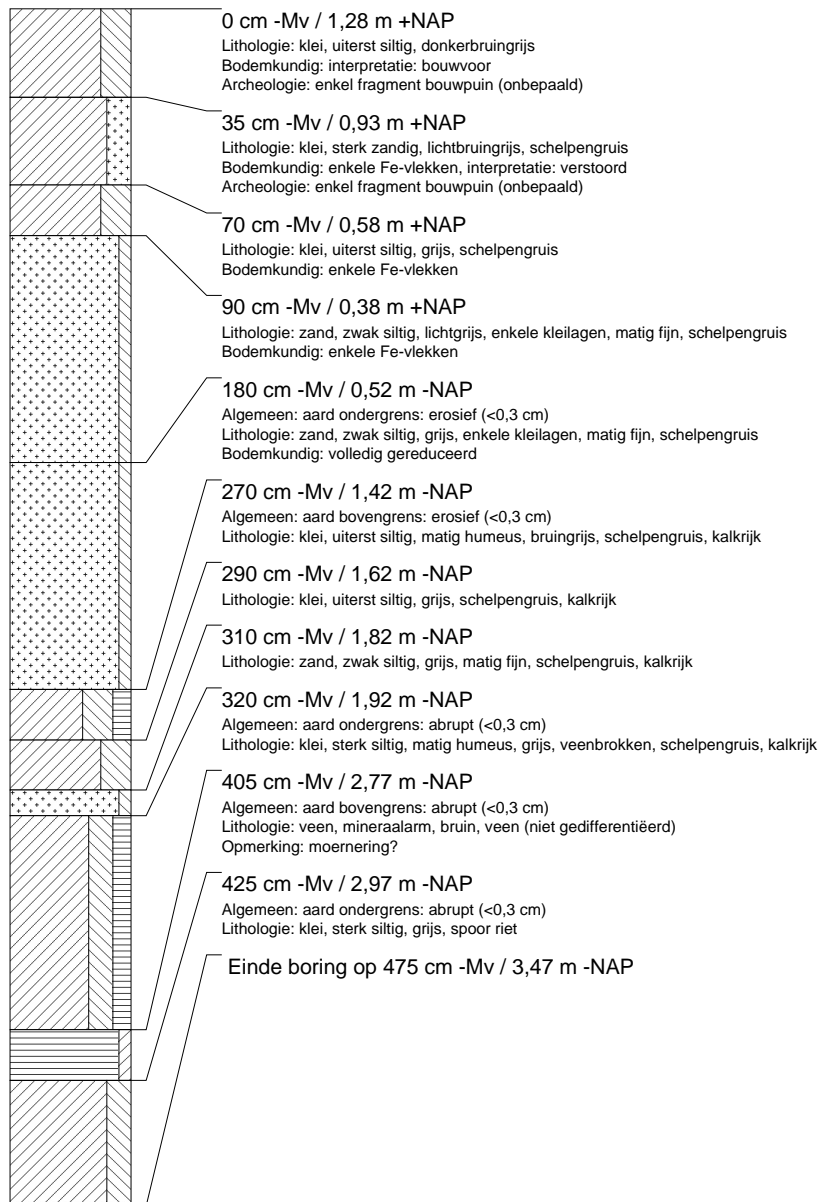 0 cm -Mv / 1,28 m +NAP
Lithologie: klei, uiterst siltig, donkerbruingrijs
Bodemkundig: interpretatie: bouwvoor
Archeologie: enkel fragment bouwpuin (onbepaald)
35 cm -Mv / 0,93 m +NAP
Lithologie: klei, sterk zandig, lichtbruingrijs, schelpengruis
Bodemkundig: enkele Fe-vlekken, interpretatie: verstoord
Archeologie: enkel fragment bouwpuin (onbepaald)
70 cm -Mv / 0,58 m +NAP
Lithologie: klei, uiterst siltig, grijs, schelpengruis
Bodemkundig: enkele Fe-vlekken
90 cm -Mv / 0,38 m +NAP
Lithologie: zand, zwak siltig, lichtgrijs, enkele kleilagen, matig fijn, schelpengruis
Bodemkundig: enkele Fe-vlekken
180 cm -Mv / 0,52 m -NAP
Algemeen: aard ondergrens: erosief (<0,3 cm)
Lithologie: zand, zwak siltig, grijs, enkele kleilagen, matig fijn, schelpengruis
Bodemkundig: volledig gereduceerd
270 cm -Mv / 1,42 m -NAP
Algemeen: aard bovengrens: erosief (<0,3 cm)
Lithologie: klei, uiterst siltig, matig humeus, bruingrijs, schelpengruis, kalkrijk
290 cm -Mv / 1,62 m -NAP
Lithologie: klei, uiterst siltig, grijs, schelpengruis, kalkrijk
310 cm -Mv / 1,82 m -NAP
Lithologie: zand, zwak siltig, grijs, matig fijn, schelpengruis, kalkrijk
320 cm -Mv / 1,92 m -NAP
Algemeen: aard ondergrens: abrupt (<0,3 cm)
Lithologie: klei, sterk siltig, matig humeus, grijs, veenbrokken, schelpengruis, kalkrijk
405 cm -Mv / 2,77 m -NAP
Algemeen: aard bovengrens: abrupt (<0,3 cm)
Lithologie: veen, mineraalarm, bruin, veen (niet gedifferentiëerd)
Opmerking: moernering?
425 cm -Mv / 2,97 m -NAP
Algemeen: aard ondergrens: abrupt (<0,3 cm)
Lithologie: klei, sterk siltig, grijs, spoor riet
Einde boring op 475 cm -Mv / 3,47 m -NAP